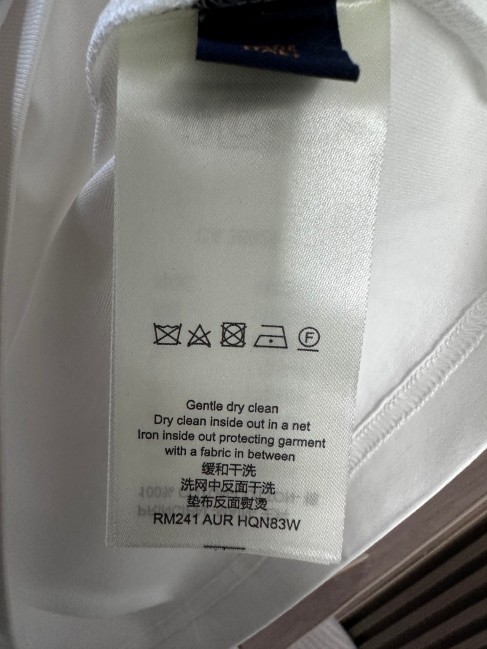 F
Gentle dry clean
Dry clean inside out in a net
Iron inside out protecting garment
with a fabric in between
缓和干洗
洗网中反面干洗
垫布反面熨烫
RM241 AUR HQN83W